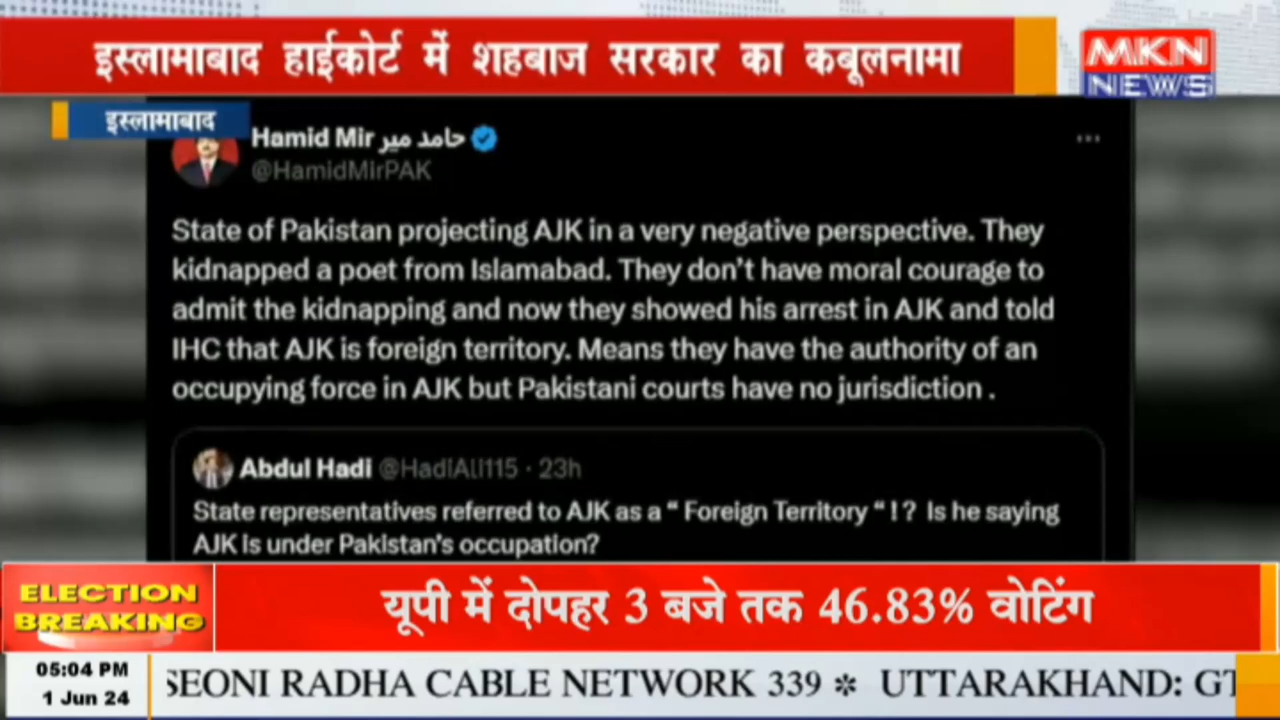 इस्लामाबाद हाईकोर्ट में शहबाज सरकार का कबूलनामा
MKN
NEWS
इस्लामाबाद
Hamid Mir حامد میر
@HamidMirPAK
State of Pakistan projecting AJK in a very negative perspective. They
kidnapped a poet from Islamabad. They don't have moral courage to
admit the kidnapping and now they showed his arrest in AJK and told
IHC that AJK is foreign territory. Means they have the authority of an
occupying force in AJK but Pakistani courts have no jurisdiction .
Abdul Hadi @HadiAli115 · 23h
State representatives referred to AJK as a “ Foreign Territory “ ! ? Is he saying
AJK is under Pakistan's occupation?
ELECTION
BREAKING
यूपी में दोपहर 3 बजे तक 46.83% वोटिंग
05:04 PM
1 Jun 24
SEONI RADHA CABLE NETWORK 339 * UTTARAKHAND: GT